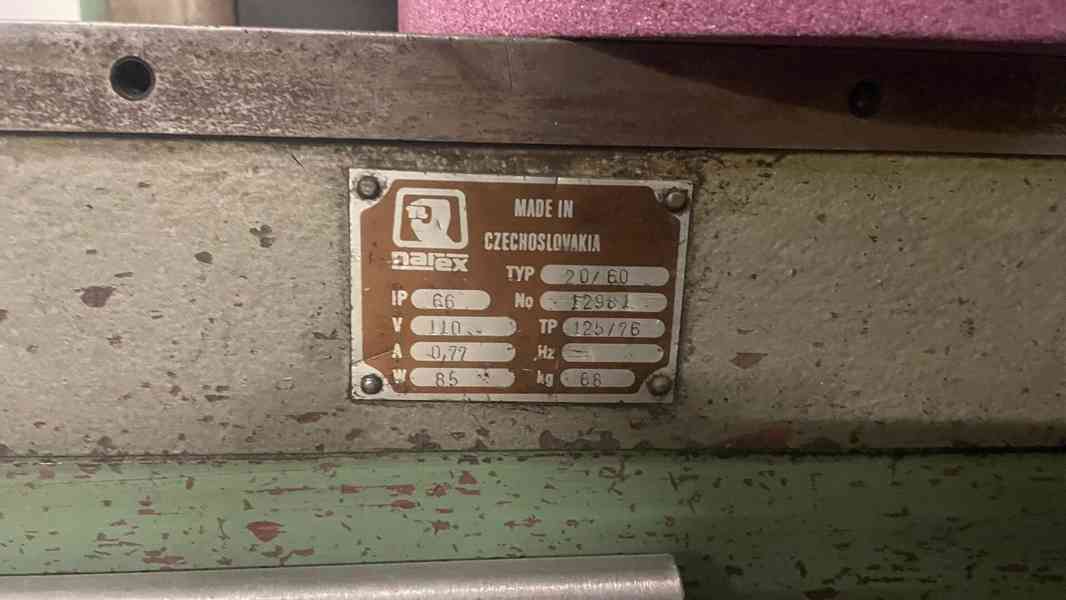 MADE IN
CZECHOSLOVAKIA
narex
TYP 20/60
IP 66 No 12961
V 110 TP 125/76
A 0,77 Hz
W 85 kg 68